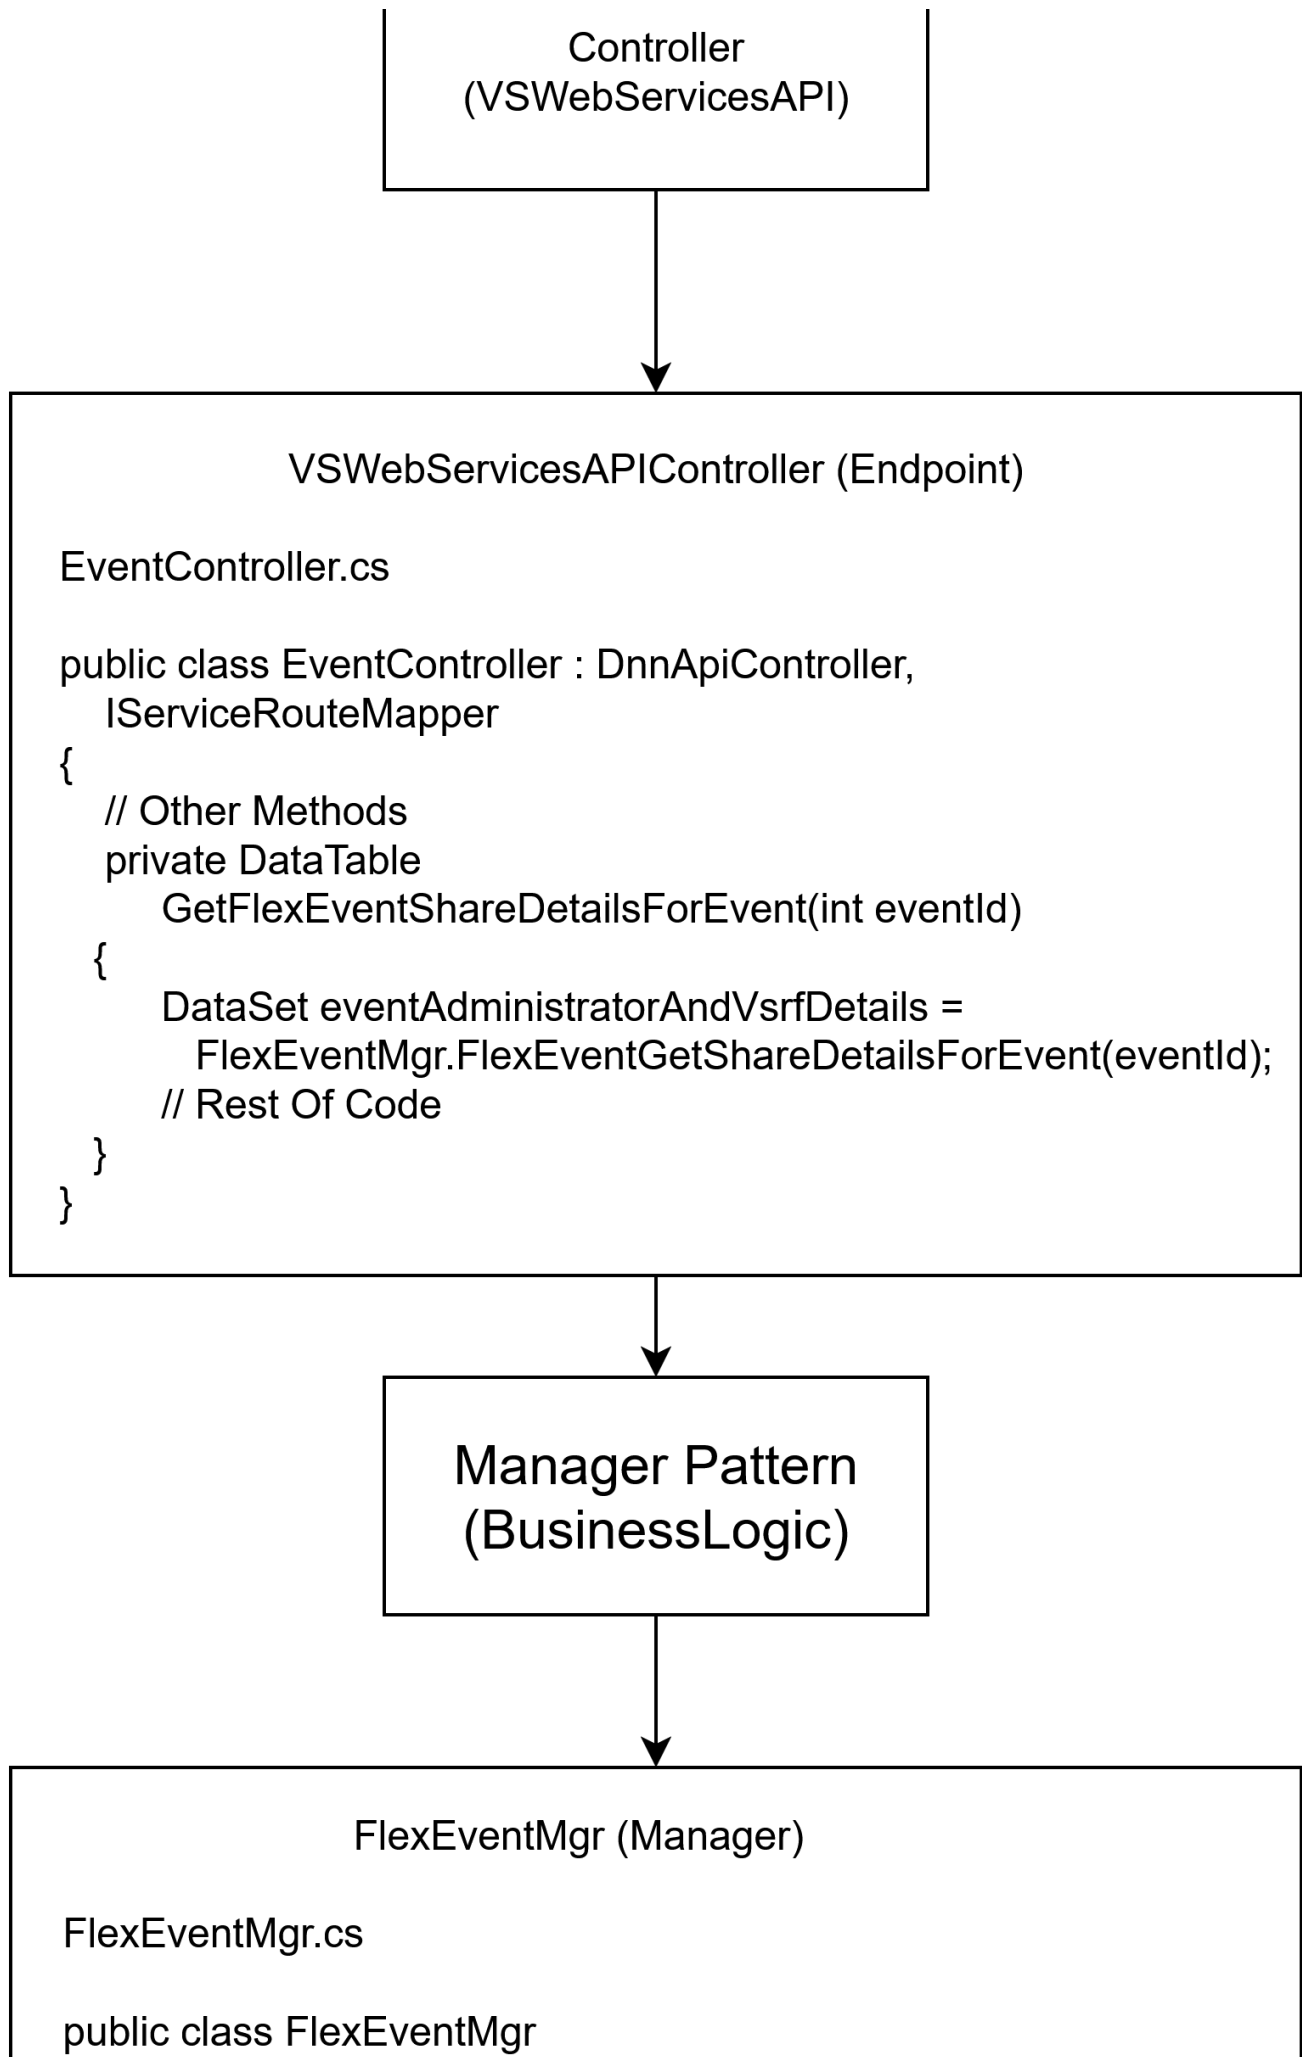 Controller
(VSWebServicesAPI)
VSWebServicesAPIController (Endpoint)
EventController.cs
public class EventController : DnnApiController,
IServiceRouteMapper
{
// Other Methods
private DataTable
GetFlexEventShareDetailsForEvent(int eventId)
{
DataSet eventAdministratorAndVsrfDetails =
FlexEventMgr.FlexEventGetShareDetailsForEvent(eventId);
// Rest Of Code
}
}
Manager Pattern
(BusinessLogic)
FlexEventMgr (Manager)
FlexEventMgr.cs
public class FlexEventMgr